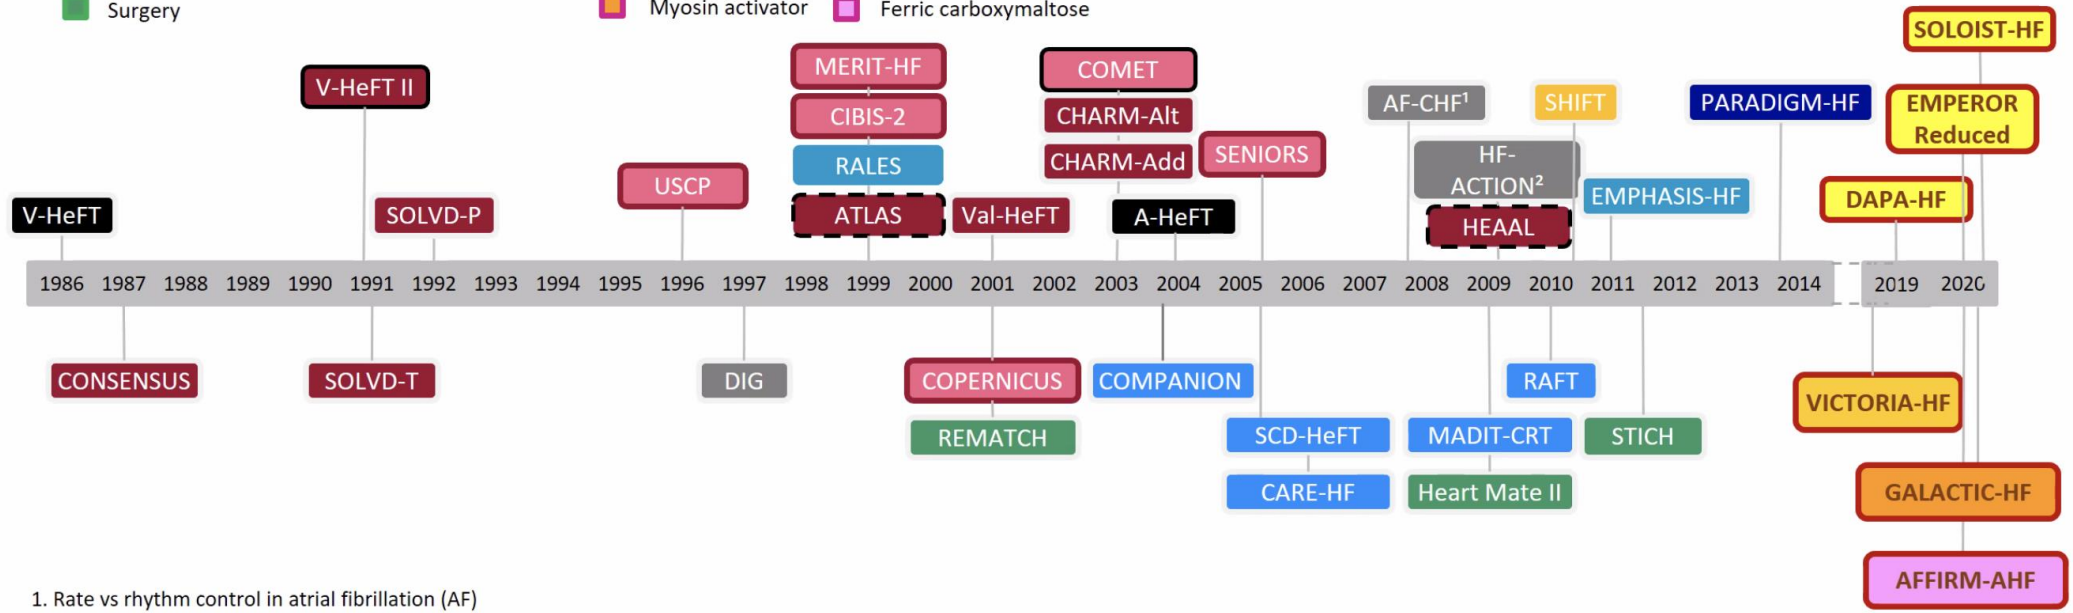 Surgery
Myosin activator
Ferric carboxymaltose
SOLOIST-HF
MERIT-HF
COMET
V-HeFT II
AF-CHF¹
SHIFT
PARADIGM-HF
EMPEROR
Reduced
CIBIS-2
CHARM-Alt
RALES
CHARM-Add
SENIORS
HF-
ACTION²
USCP
EMPHASIS-HF
DAPA-HF
V-HeFT
SOLVD-P
ATLAS
Val-HeFT
A-HeFT
HEAAL
1986 1987 1988 1989 1990 1991 1992 1993 1994 1995 1996 1997 1998 1999 2000 2001 2002 2003 2004 2005 2006 2007 2008 2009 2010 2011 2012 2013 2014 2019 2020
CONSENSUS
SOLVD-T
DIG
COPERNICUS
COMPANION
RAFT
VICTORIA-HF
REMATCH
SCD-HeFT
MADIT-CRT
STICH
CARE-HF
Heart Mate II
GALACTIC-HF
AFFIRM-AHF
1. Rate vs rhythm control in atrial fibrillation (AF)